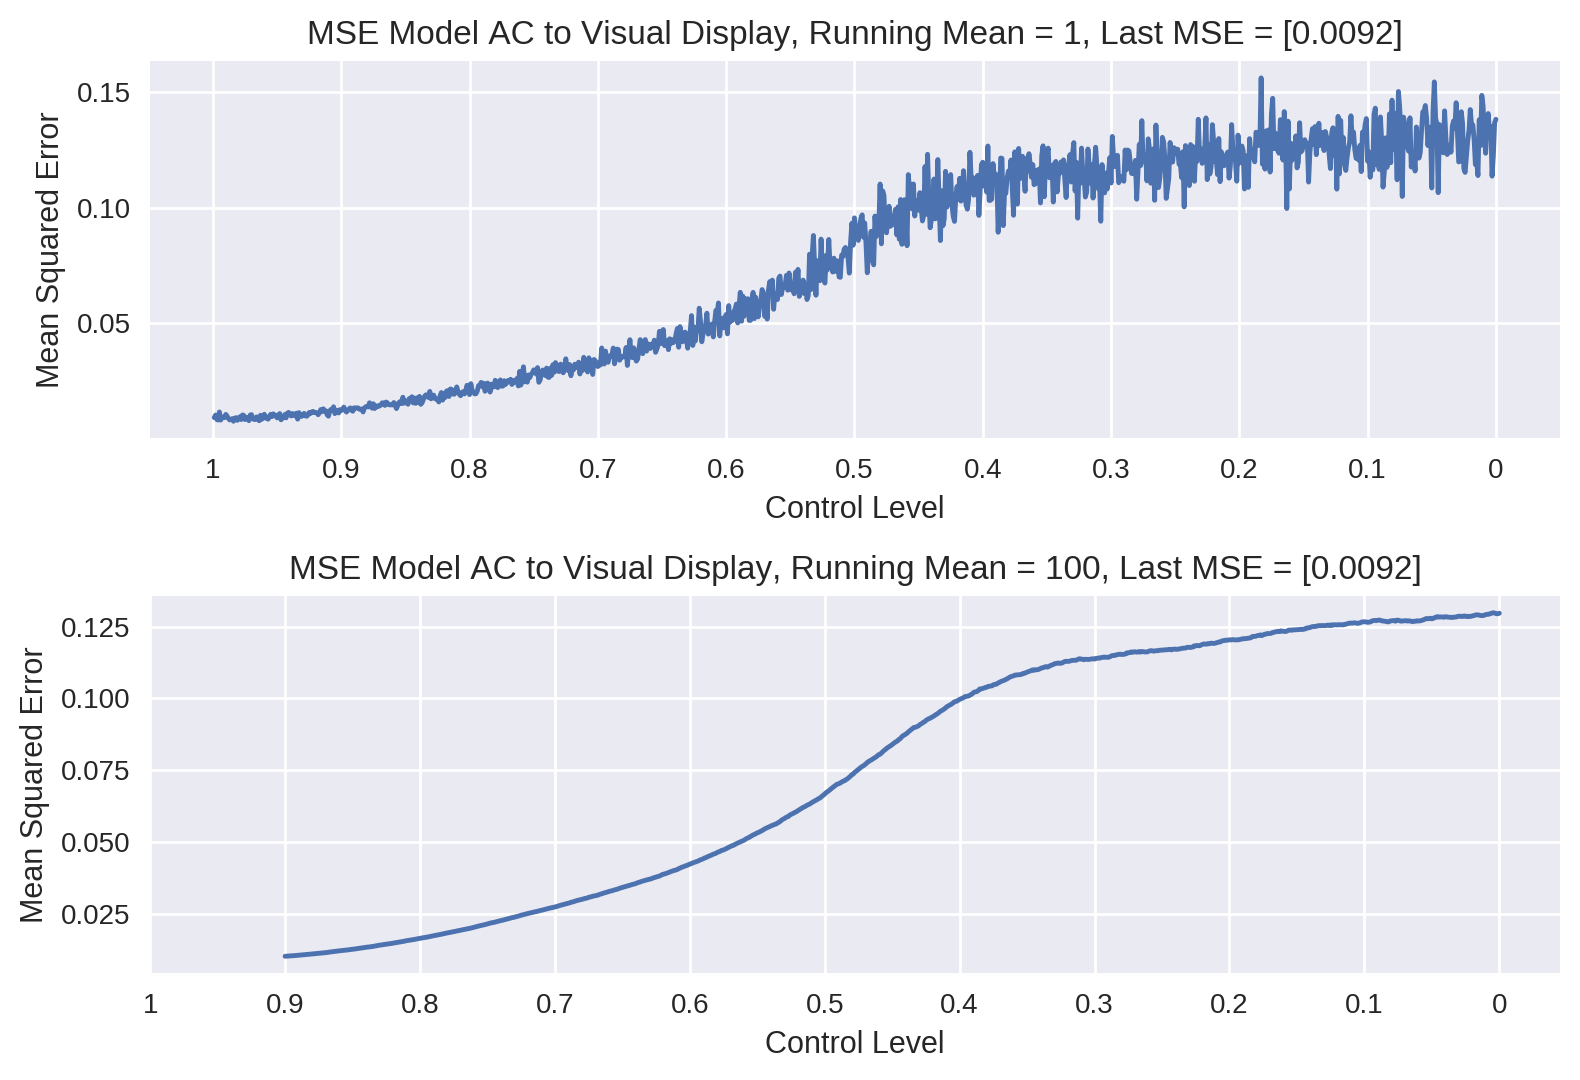 MSE Model AC to Visual Display, Running Mean = 1, Last MSE = [0.0092]
Mean Squared Error
0.15
0.10
0.05
1 0.9 0.8 0.7 0.6 0.5 0.4 0.3 0.2 0.1 0
Control Level
MSE Model AC to Visual Display, Running Mean = 100, Last MSE = [0.0092]
Mean Squared Error
0.125
0.100
0.075
0.050
0.025
1 0.9 0.8 0.7 0.6 0.5 0.4 0.3 0.2 0.1 0
Control Level